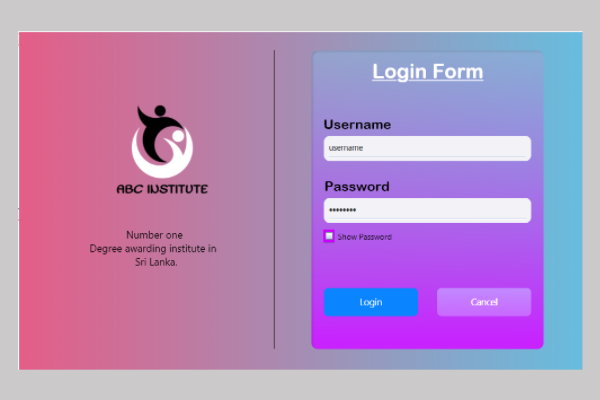 ABC INSTITUTE
Number one
Degree awarding institute in
Sri Lanka.
Login Form
Username
username
Password
••••••••
Show Password
Login
Cancel